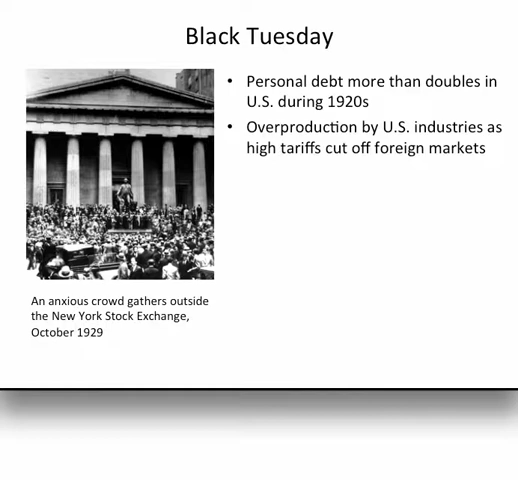 Black Tuesday
• Personal debt more than doubles in
U.S. during 1920s
• Overproduction by U.S. industries as
high tariffs cut off foreign markets
An anxious crowd gathers outside
the New York Stock Exchange,
October 1929